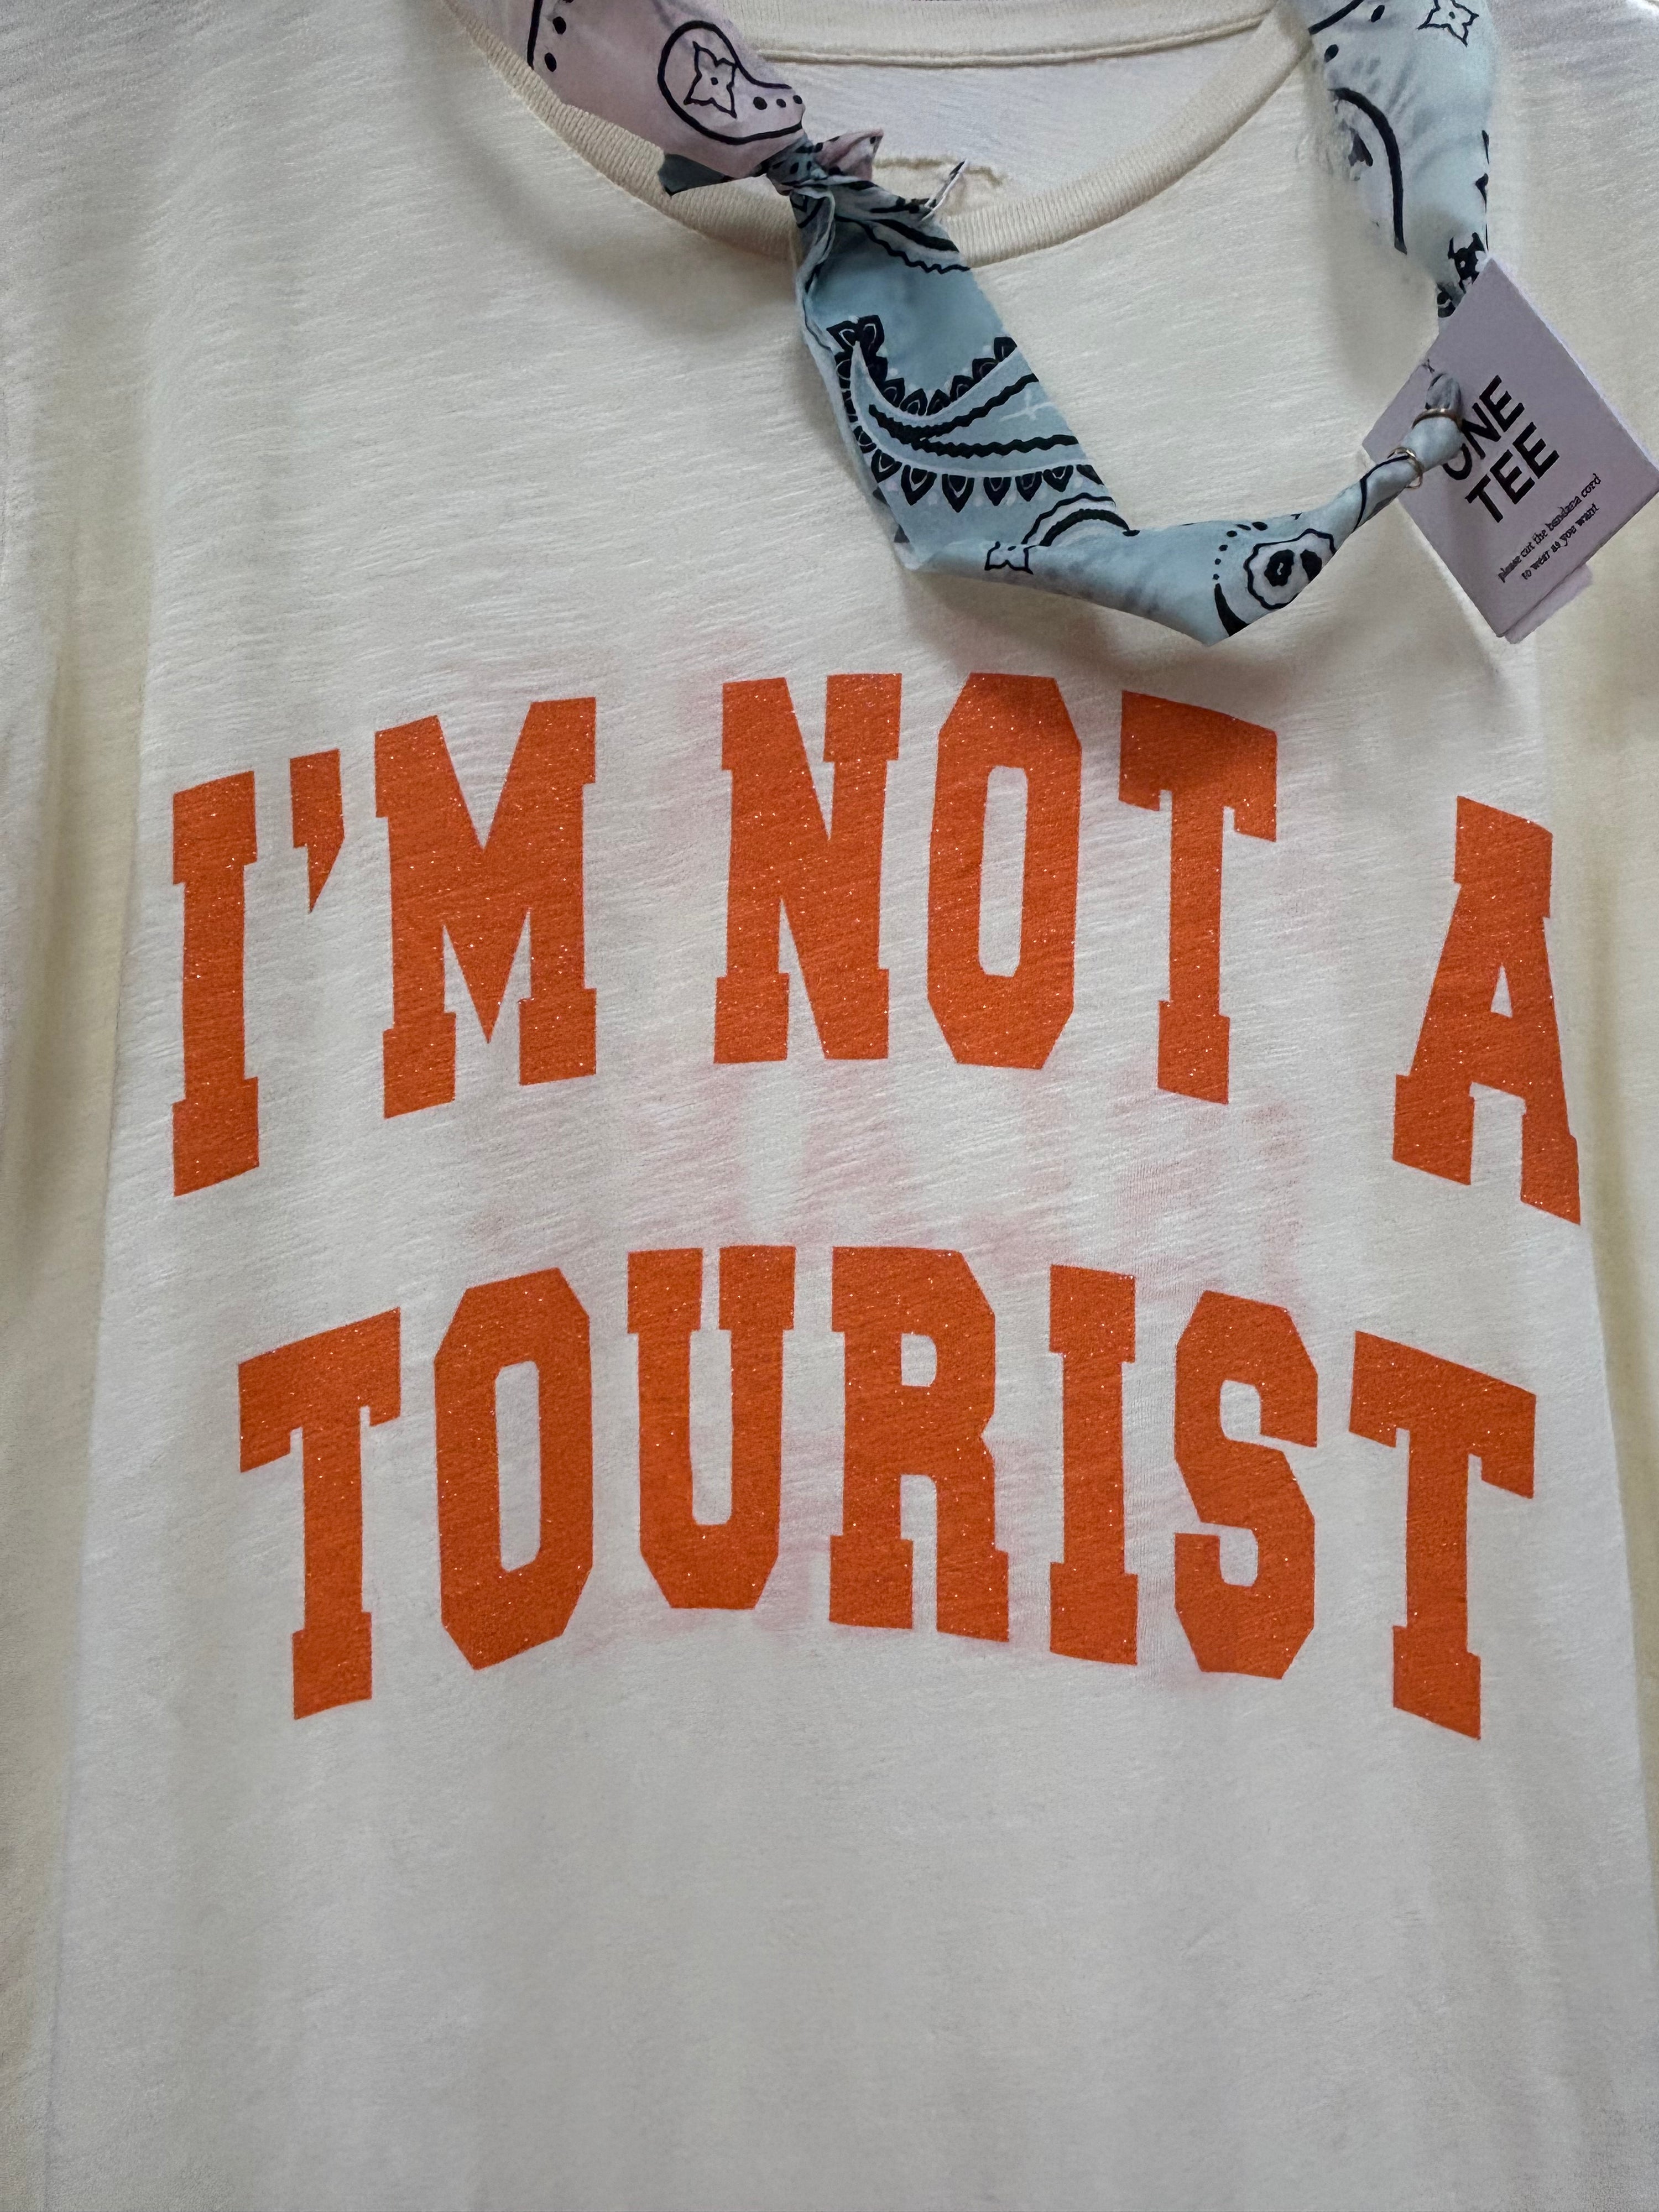 ONE
TEE
please cut the bandana cord
to wear as you want
I'M NOT A
TOURIST